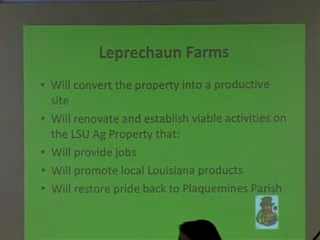 Leprechaun Farms
• Will convert the property into a productive
site
• Will renovate and establish viable activities on
the LSU Ag Property that:
• Will provide jobs
• Will promote local Louisiana products
• Will restore pride back to Plaquemines Parish